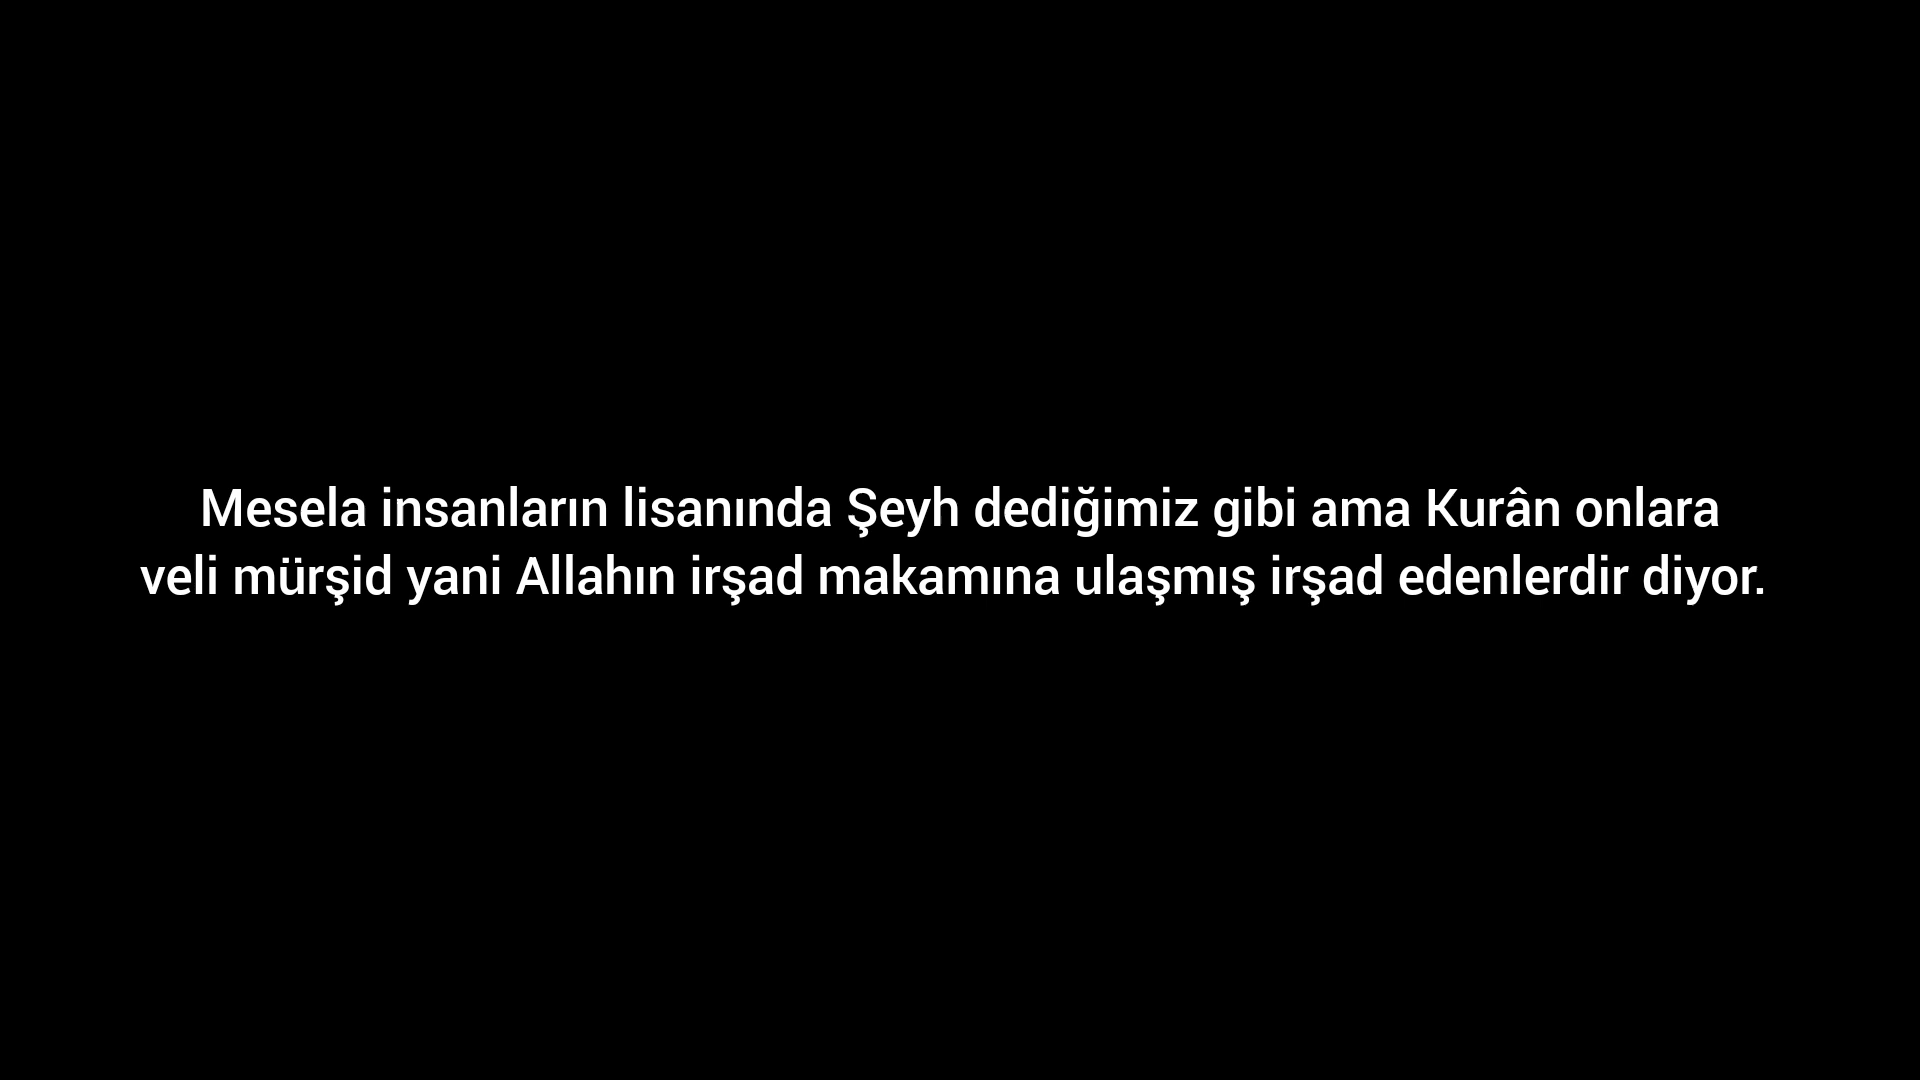 Mesela insanların lisanında Şeyh dediğimiz gibi ama Kurân onlara
veli mürşid yani Allahın irşad makamına ulaşmış irşad edenlerdir diyor.